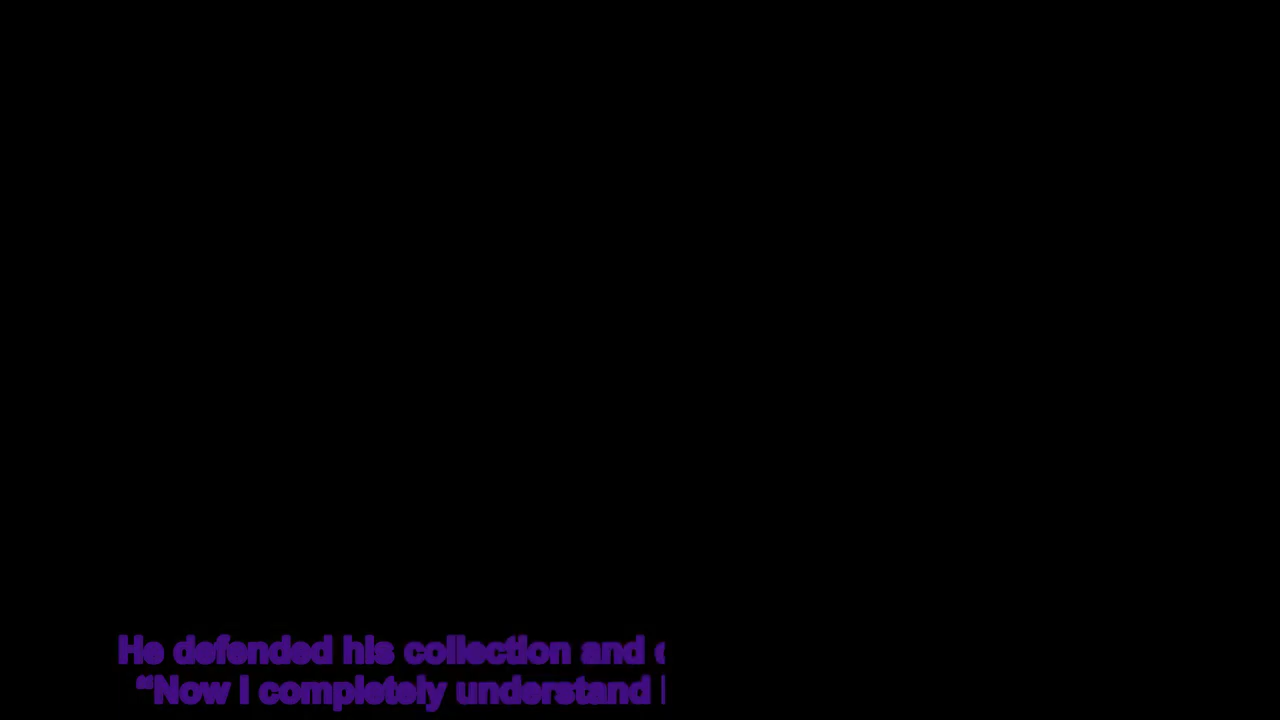 He defended his collection and
“Now I completely understand